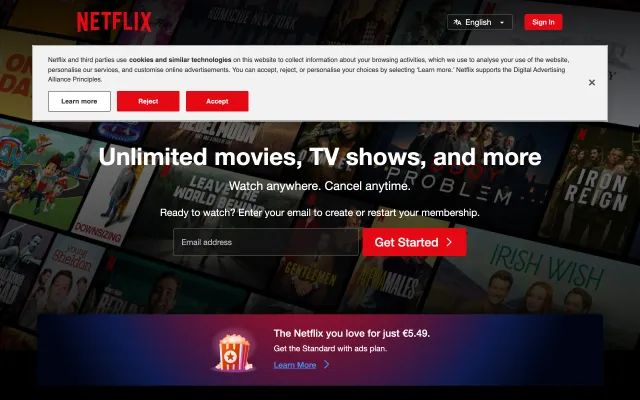 NETFLIX
English
Sign In
Netflix and third parties use cookies and similar technologies on this website to collect information about your browsing activities, which we use to analyse your use of the website,
personalise our services, and customise online advertisements. You can accept, reject, or personalise your choices by selecting 'Learn more.' Netflix supports the Digital Advertising
Alliance Principles.
Learn more
Reject
Accept
Unlimited movies, TV shows, and more
Watch anywhere. Cancel anytime.
Ready to watch? Enter your email to create or restart your membership.
Email address
Get Started
The Netflix you love for just €5.49.
Get the Standard with ads plan.
Learn More
REBEL MOON
LEAVE THE
WORLD BEHIND
BODY
PROBLEM
IRON
REIGN
DOWNSIZING
young
Sheldon
GENTLEMEN
IRISH WISH